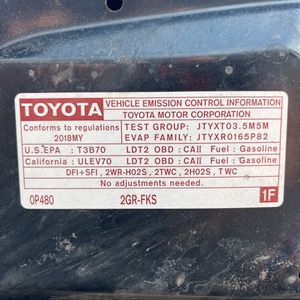 TOYOTA
VEHICLE EMISSION CONTROL INFORMATION
TOYOTA MOTOR CORPORATION
Conforms to regulations
2018MY
TEST GROUP: JTYXT03.5M5M
EVAP FAMILY: JTYXR0165P82
U.S.EPA : T3B70 LDT2 OBD : CAII Fuel : Gasoline
California : ULEV70 LDT2 OBD : CAII Fuel : Gasoline
DFI+SFI, 2WR-HO2S, 2TWC, 2HO2S, TWC
No adjustments needed.
0P480 2GR-FKS 1F